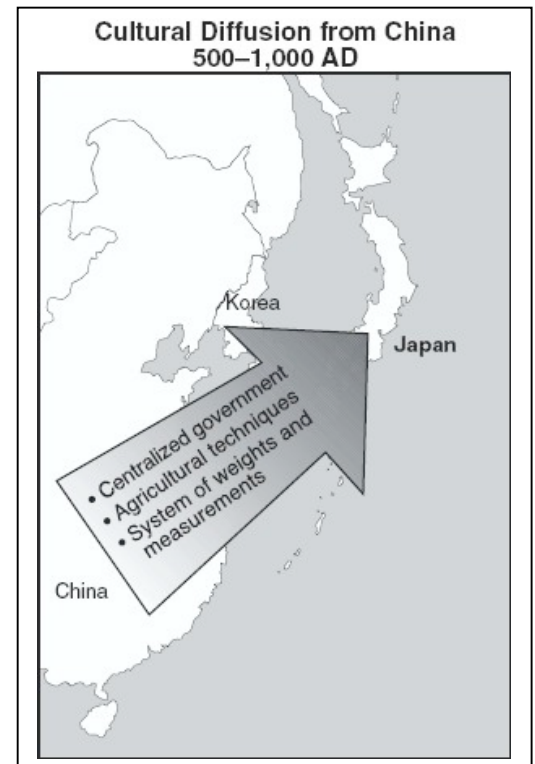 Cultural Diffusion from China
500–1,000 AD
Korea
Japan
• Centralized government
• Agricultural techniques
• System of weights and
measurements
China